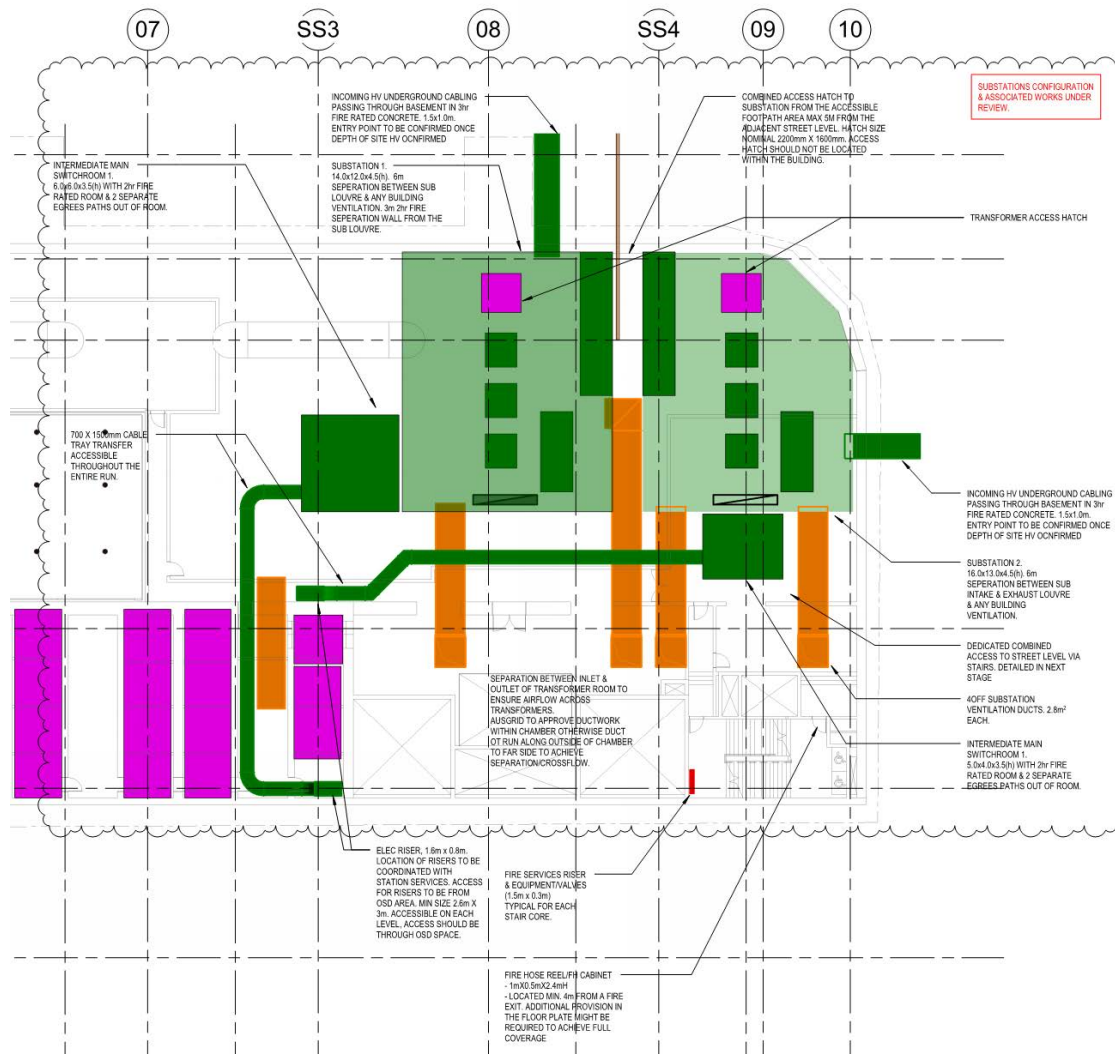 07
SS3
08
SS4
09
10
SUBSTATIONS CONFIGURATION
& ASSOCIATED WORKS UNDER
REVIEW.
INCOMING HV UNDERGROUND CABLING
PASSING THROUGH BASEMENT IN 3hr
FIRE RATED CONCRETE. 1.5x1.0m.
ENTRY POINT TO BE CONFIRMED ONCE
DEPTH OF SITE HV OCNFIRMED
COMBINED ACCESS HATCH TO
SUBSTATION FROM THE ACCESSIBLE
FOOTPATH AREA MAX 5M FROM THE
ADJACENT STREET LEVEL. HATCH SIZE
NOMINAL 2200mm X 1600mm. ACCESS
HATCH SHOULD NOT BE LOCATED
WITHIN THE BUILDING.
INTERMEDIATE MAIN
SWITCHROOM 1.
6.0x6.0x3.5(h) WITH 2hr FIRE
RATED ROOM & 2 SEPARATE
EGREES PATHS OUT OF ROOM.
SUBSTATION 1.
14.0x12.0x4.5(h). 6m
SEPERATION BETWEEN SUB
LOUVRE & ANY BUILDING
VENTILATION. 3m 2hr FIRE
SEPERATION WALL FROM THE
SUB LOUVRE.
TRANSFORMER ACCESS HATCH
700 X 1500mm CABLE
TRAY TRANSFER
ACCESSIBLE
THROUGHOUT THE
ENTIRE RUN.
INCOMING HV UNDERGROUND CABLING
PASSING THROUGH BASEMENT IN 3hr
FIRE RATED CONCRETE. 1.5x1.0m.
ENTRY POINT TO BE CONFIRMED ONCE
DEPTH OF SITE HV OCNFIRMED
SUBSTATION 2.
16.0x13.0x4.5(h). 6m
SEPERATION BETWEEN SUB
INTAKE & EXHAUST LOUVRE
& ANY BUILDING
VENTILATION.
DEDICATED COMBINED
ACCESS TO STREET LEVEL VIA
STAIRS. DETAILED IN NEXT
STAGE
SEPARATION BETWEEN INLET &
OUTLET OF TRANSFORMER ROOM TO
ENSURE AIRFLOW ACROSS
TRANSFORMERS.
AUSGRID TO APPROVE DUCTWORK
WITHIN CHAMBER OTHERWISE DUCT
OT RUN ALONG OUTSIDE OF CHAMBER
TO FAR SIDE TO ACHIEVE
SEPARATION/CROSSFLOW.
4OFF SUBSTATION
VENTILATION DUCTS. 2.8m²
EACH.
INTERMEDIATE MAIN
SWITCHROOM 1.
5.0x4.0x3.5(h) WITH 2hr FIRE
RATED ROOM & 2 SEPARATE
EGREES PATHS OUT OF ROOM.
ELEC RISER, 1.6m x 0.8m.
LOCATION OF RISERS TO BE
COORDINATED WITH
STATION SERVICES. ACCESS
FOR RISERS TO BE FROM
OSD AREA. MIN SIZE 2.6m X
3m. ACCESSIBLE ON EACH
LEVEL, ACCESS SHOULD BE
THROUGH OSD SPACE.
FIRE SERVICES RISER
& EQUIPMENT/VALVES
(1.5m x 0.3m)
TYPICAL FOR EACH
STAIR CORE.
FIRE HOSE REEL/FH CABINET
- 1mX0.5mX2.4mH
- LOCATED MIN. 4m FROM A FIRE
EXIT. ADDITIONAL PROVISION IN
THE FLOOR PLATE MIGHT BE
REQUIRED TO ACHIEVE FULL
COVERAGE